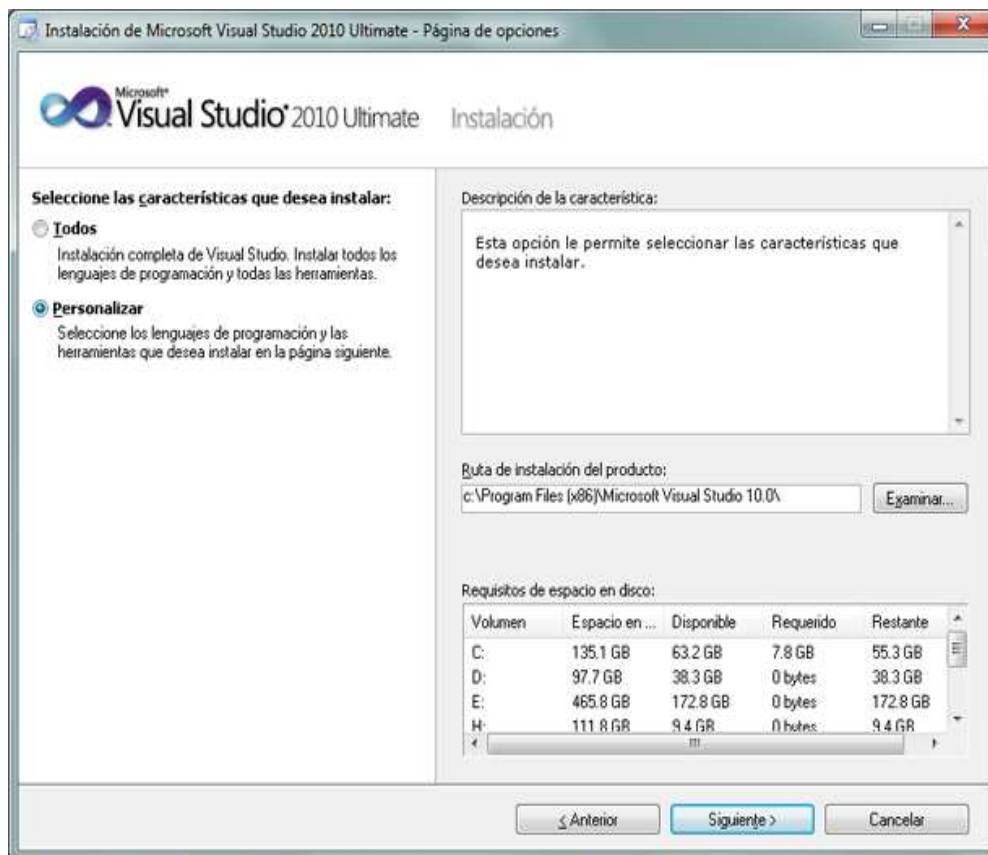 Instalación de Microsoft Visual Studio 2010 Ultimate - Página de opciones
Microsoft®
Visual Studio® 2010 Ultimate Instalación
Seleccione las características que desea instalar:
Todos
Instalación completa de Visual Studio. Instalar todos los
lenguajes de programación y todas las herramientas.
Personalizar
Seleccione los lenguajes de programación y las
herramientas que desea instalar en la página siguiente.
Descripción de la característica:
Esta opción le permite seleccionar las características que
desea instalar.
Ruta de instalación del producto:
c:\Program Files (x86)\Microsoft Visual Studio 10.0\
Examinar...
Requisitos de espacio en disco:
Volumen Espacio en ... Disponible Requerido Restante
C: 135.1 GB 63.2 GB 7.8 GB 55.3 GB
D: 97.7 GB 38.3 GB 0 bytes 38.3 GB
E: 465.8 GB 172.8 GB 0 bytes 172.8 GB
H: 111.8 GB 9.4 GB 0 bytes 9.4 GB
< Anterior Siguiente > Cancelar